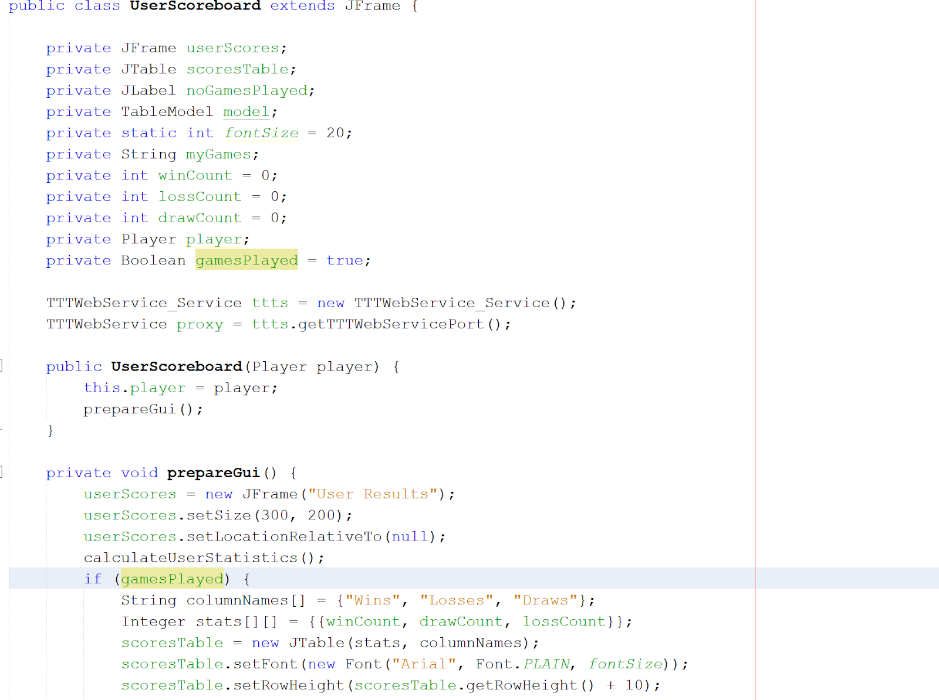 public class UserScoreboard extends JFrame {
private JFrame userScores;
private JTable scoresTable;
private JLabel noGamesPlayed;
private TableModel model;
private static int fontSize = 20;
private String myGames;
private int winCount = 0;
private int lossCount = 0;
private int drawCount = 0;
private Player player;
private Boolean gamesPlayed = true;
TTTWebService_Service ttts = new TTTWebService_Service();
TTTWebService proxy = ttts.getTTTWebServicePort();
public UserScoreboard(Player player) {
this.player = player;
prepareGui();
}
private void prepareGui() {
userScores = new JFrame("User Results");
userScores.setSize(300, 200);
userScores.setLocationRelativeTo(null);
calculateUserStatistics();
if (gamesPlayed) {
String columnNames[] = {"Wins", "Losses", "Draws"};
Integer stats[][] = {{winCount, drawCount, lossCount}};
scoresTable = new JTable(stats, columnNames);
scoresTable.setFont(new Font("Arial", Font.PLAIN, fontSize));
scoresTable.setRowHeight(scoresTable.getRowHeight() + 10);